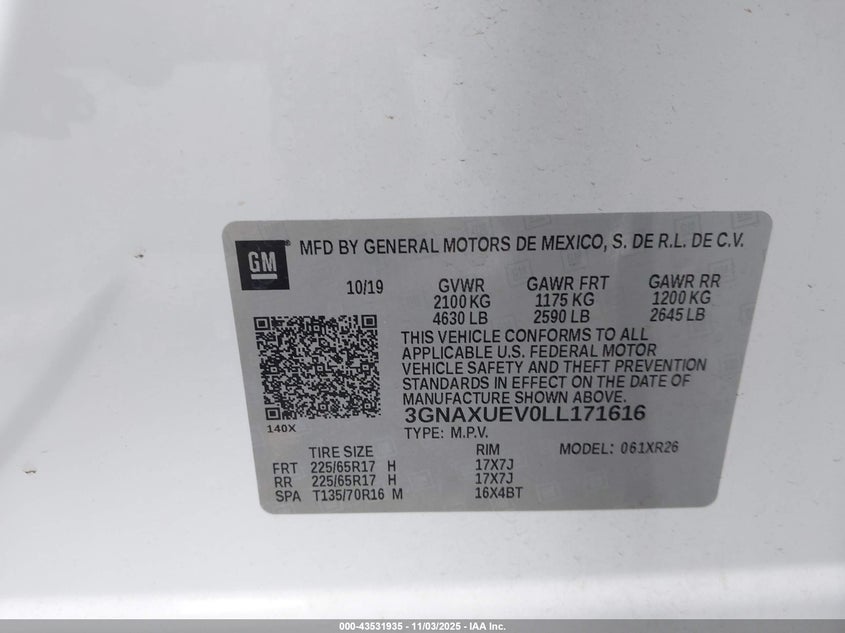 GM
MFD BY GENERAL MOTORS DE MEXICO, S. DE R.L. DE C.V.
10/19 GVWR GAWR FRT GAWR RR
2100 KG 1175 KG 1200 KG
4630 LB 2590 LB 2645 LB
THIS VEHICLE CONFORMS TO ALL
APPLICABLE U.S. FEDERAL MOTOR
VEHICLE SAFETY AND THEFT PREVENTION
STANDARDS IN EFFECT ON THE DATE OF
MANUFACTURE SHOWN ABOVE.
140X
3GNAXUEV0LL171616
TYPE: M.P.V.
TIRE SIZE RIM MODEL: 061XR26
FRT 225/65R17 H 17X7J
RR 225/65R17 H 17X7J
SPA T135/70R16 M 16X4BT
000-43531935 - 11/03/2025 - IAA Inc.